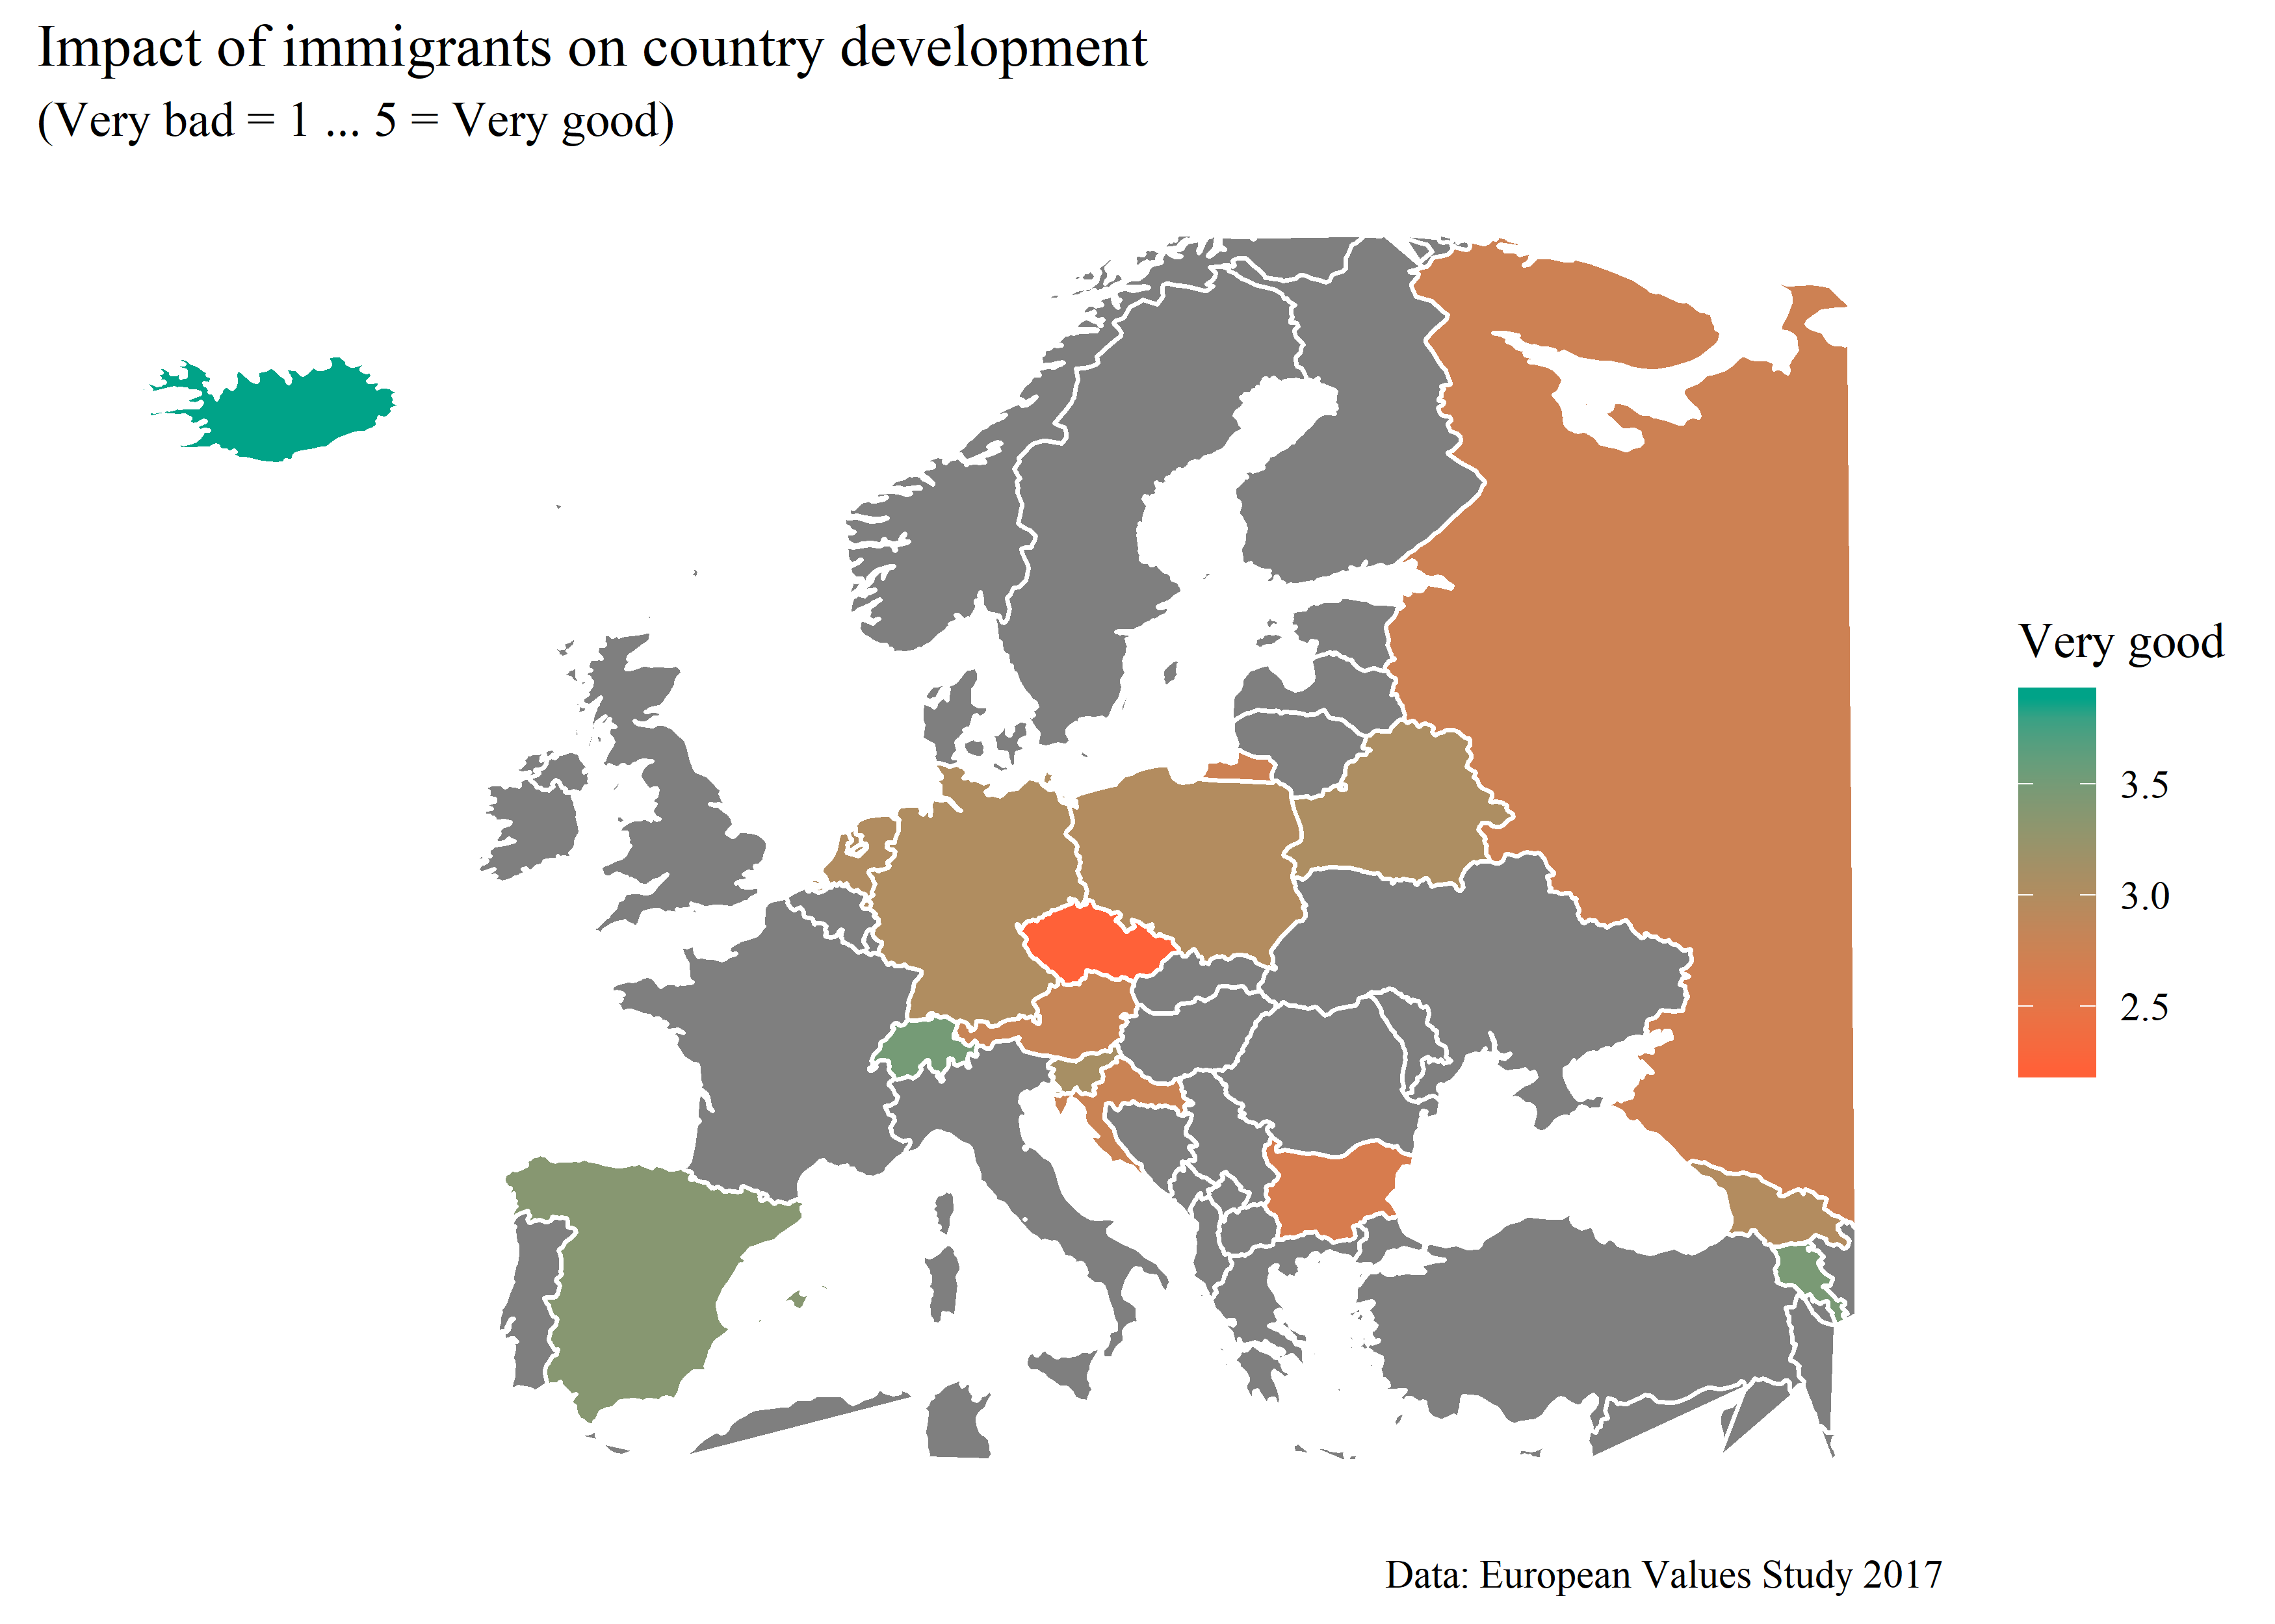 Impact of immigrants on country development
(Very bad = 1 ... 5 = Very good)
Very good
3.5
3.0
2.5
Data: European Values Study 2017